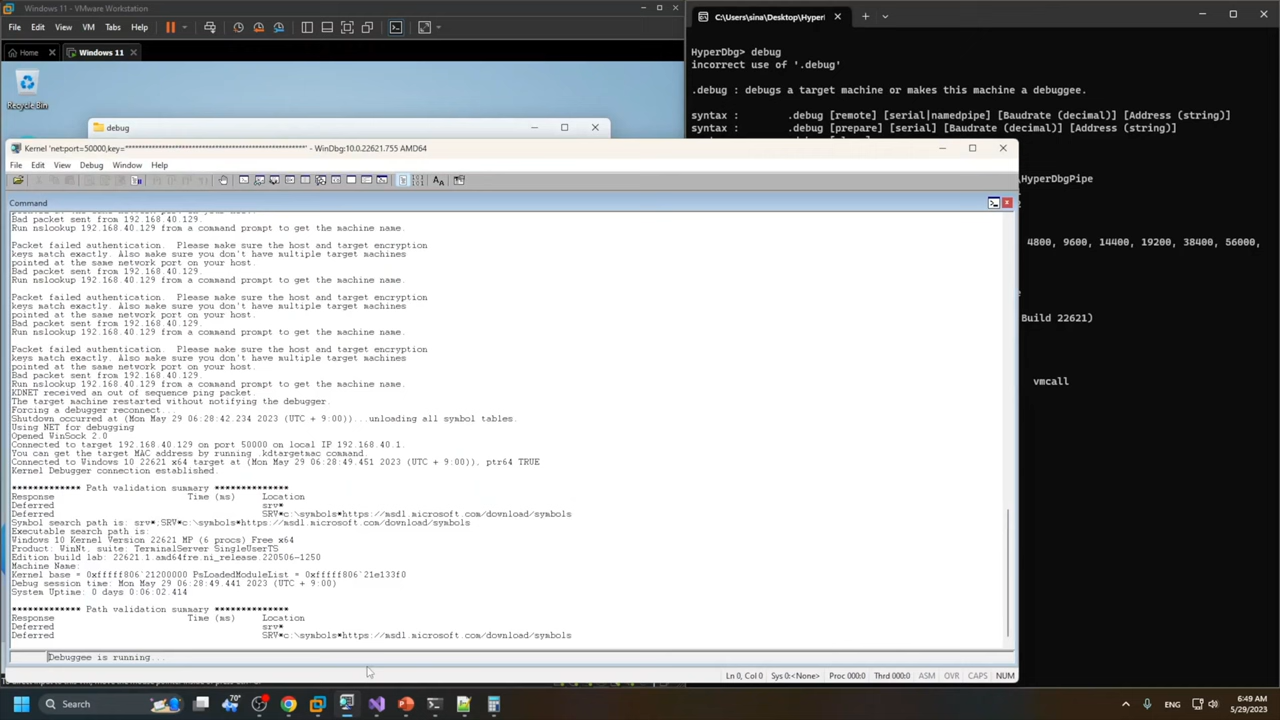 Windows 11 - VMware Workstation
File Edit View VM Tabs Help
Home
Windows 11
Recycle Bin
debug
C:\Users\sina\Desktop\Hyper
HyperDbg> debug
incorrect use of '.debug'
.debug : debugs a target machine or makes this machine a debuggee.
syntax : .debug [remote] [serial|namedpipe] [Baudrate (decimal)] [Address (string)]
syntax : .debug [prepare] [serial] [Baudrate (decimal)] [Address (string)]
\HyperDbgPipe
4800, 9600, 14400, 19200, 38400, 56000,
Build 22621)
vmcall
Kernel 'net:port=50000,key=****************************************************' - WinDbg:10.0.22621.755 AMD64
File Edit View Debug Window Help
Command
Bad packet sent from 192.168.40.129.
Run nslookup 192.168.40.129 from a command prompt to get the machine name.
Packet failed authentication. Please make sure the host and target encryption
keys match exactly. Also make sure you don't have multiple target machines
pointed at the same network port on your host.
Bad packet sent from 192.168.40.129.
Run nslookup 192.168.40.129 from a command prompt to get the machine name.
Packet failed authentication. Please make sure the host and target encryption
keys match exactly. Also make sure you don't have multiple target machines
pointed at the same network port on your host.
Bad packet sent from 192.168.40.129.
Run nslookup 192.168.40.129 from a command prompt to get the machine name.
Packet failed authentication. Please make sure the host and target encryption
keys match exactly. Also make sure you don't have multiple target machines
pointed at the same network port on your host.
Bad packet sent from 192.168.40.129.
Run nslookup 192.168.40.129 from a command prompt to get the machine name.
KDNET received an out of sequence ping packet.
The target machine restarted without notifying the debugger.
Forcing a debugger reconnect...
Shutdown occurred at (Mon May 29 06:28:42.234 2023 (UTC + 9:00))...unloading all symbol tables.
Using NET for debugging
Opened WinSock 2.0
Connected to target 192.168.40.129 on port 50000 on local IP 192.168.40.1.
You can get the target MAC address by running .kdtargetmac command.
Connected to Windows 10 22621 x64 target at (Mon May 29 06:28:49.451 2023 (UTC + 9:00)), ptr64 TRUE
Kernel Debugger connection established.
************* Path validation summary **************
Response Time (ms) Location
Deferred srv*
Deferred SRV*c:\symbols*https://msdl.microsoft.com/download/symbols
Symbol search path is: srv*;SRV*c:\symbols*https://msdl.microsoft.com/download/symbols
Executable search path is:
Windows 10 Kernel Version 22621 MP (6 procs) Free x64
Product: WinNt, suite: TerminalServer SingleUserTS
Edition build lab: 22621.1.amd64fre.ni_release.220506-1250
Machine Name:
Kernel base = 0xfffff806`21200000 PsLoadedModuleList = 0xfffff806`21e133f0
Debug session time: Mon May 29 06:28:49.441 2023 (UTC + 9:00)
System Uptime: 0 days 0:06:02.414
************* Path validation summary **************
Response Time (ms) Location
Deferred srv*
Deferred SRV*c:\symbols*https://msdl.microsoft.com/download/symbols
Debuggee is running...
Ln 0, Col 0 Sys 0:<None> Proc 000:0 Thrd 000:0 ASM OVR CAPS NUM
Search
70°
ENG
6:49 AM
5/29/2023